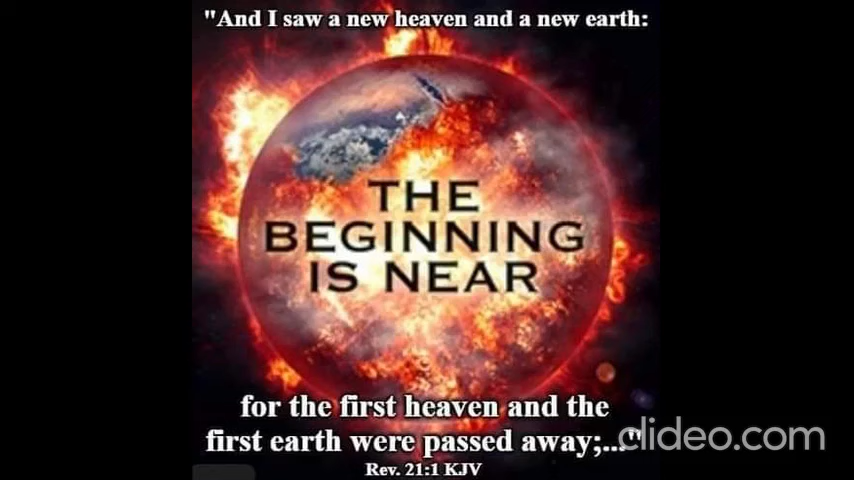 "And I saw a new heaven and a new earth:
THE
BEGINNING
IS NEAR
for the first heaven and the
first earth were passed away;..."
clideo.com
Rev. 21:1 KJV